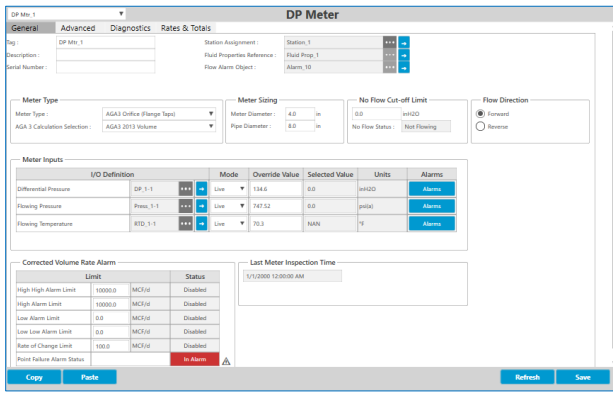 DP Mtr_1 DP Meter
General Advanced Diagnostics Rates & Totals
Tag : DP Mtr_1 Station Assignment : Station_1
Description : Fluid Properties Reference : Fluid Prop_1
Serial Number : Flow Alarm Object : Alarm_10
Meter Type Meter Sizing No Flow Cut-off Limit Flow Direction
Meter Type : AGA3 Orifice (Flange Taps) Meter Diameter : 4.0 in 0.0 inH2O Forward
AGA 3 Calculation Selection : AGA3 2013 Volume Pipe Diameter : 8.0 in No Flow Status : Not Flowing Reverse
Meter Inputs
I/O Definition Mode Override Value Selected Value Units Alarms
Differential Pressure DP_1-1 Live 134.6 0.0 inH2O Alarms
Flowing Pressure Press_1-1 Live 747.52 0.0 psi(a) Alarms
Flowing Temperature RTD_1-1 Live 70.3 NAN °F Alarms
Corrected Volume Rate Alarm Last Meter Inspection Time
Limit Status 1/1/2000 12:00:00 AM
High High Alarm Limit 10000.0 MCF/d Disabled
High Alarm Limit 10000.0 MCF/d Disabled
Low Alarm Limit 0.0 MCF/d Disabled
Low Low Alarm Limit 0.0 MCF/d Disabled
Rate of Change Limit 100.0 MCF/d Disabled
Point Failure Alarm Status In Alarm
Copy Paste Refresh Save